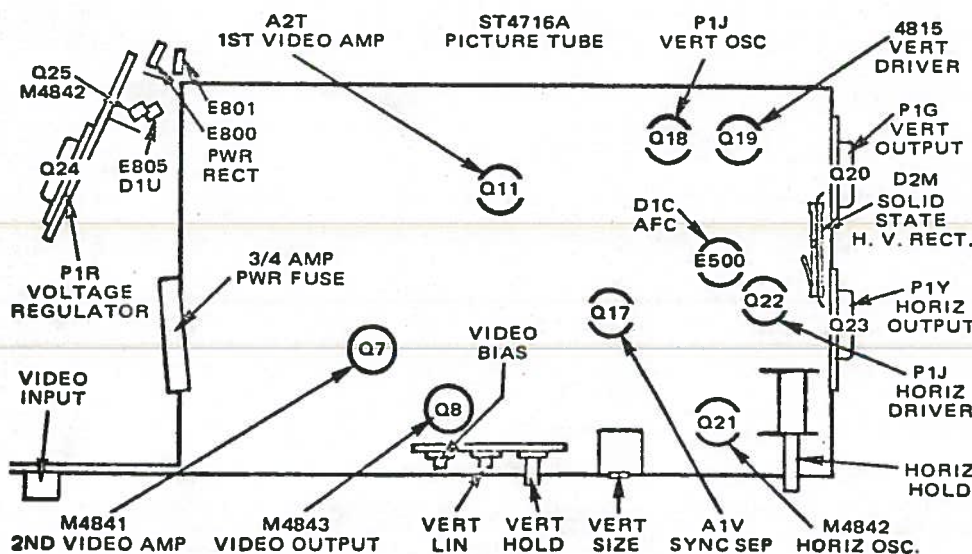 A2T
1ST VIDEO AMP
ST4716A
PICTURE TUBE
P1J
VERT OSC
4815
VERT
DRIVER
Q25
M4842
E801
E800
PWR
RECT
E805
D1U
Q24
Q18
Q19
P1G
VERT
OUTPUT
Q20
Q11
D2M
SOLID
STATE
H. V. RECT.
D1C
AFC
E500
P1R
VOLTAGE
REGULATOR
3/4 AMP
PWR FUSE
Q22
Q17
P1Y
HORIZ
OUTPUT
Q23
VIDEO
BIAS
Q7
VIDEO
INPUT
P1J
HORIZ
DRIVER
Q8
Q21
HORIZ
HOLD
M4841
2ND VIDEO AMP
M4843
VIDEO OUTPUT
VERT
LIN
VERT
HOLD
VERT
SIZE
A1V
SYNC SEP
M4842
HORIZ OSC.